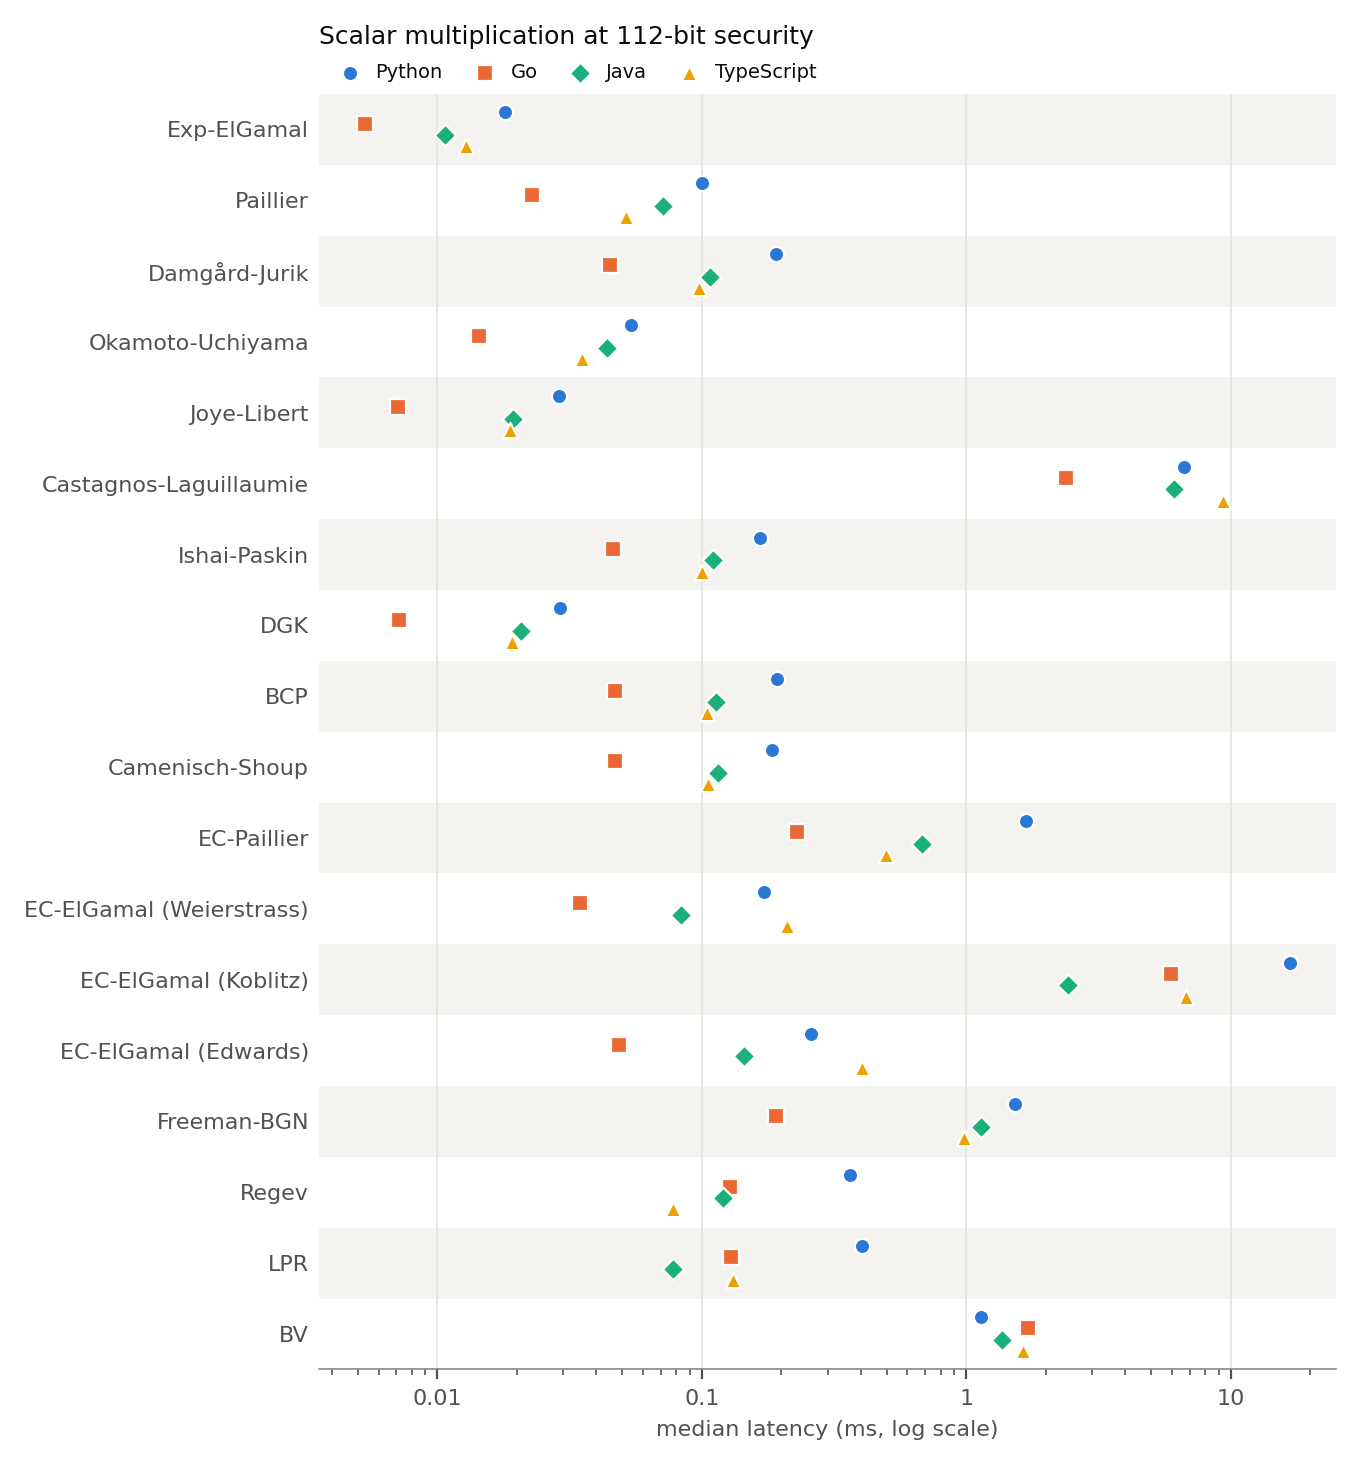 Scalar multiplication at 112-bit security
Python Go Java TypeScript
Exp-ElGamal
Paillier
Damgård-Jurik
Okamoto-Uchiyama
Joye-Libert
Castagnos-Laguillaumie
Ishai-Paskin
DGK
BCP
Camenisch-Shoup
EC-Paillier
EC-ElGamal (Weierstrass)
EC-ElGamal (Koblitz)
EC-ElGamal (Edwards)
Freeman-BGN
Regev
LPR
BV
0.01 0.1 1 10
median latency (ms, log scale)